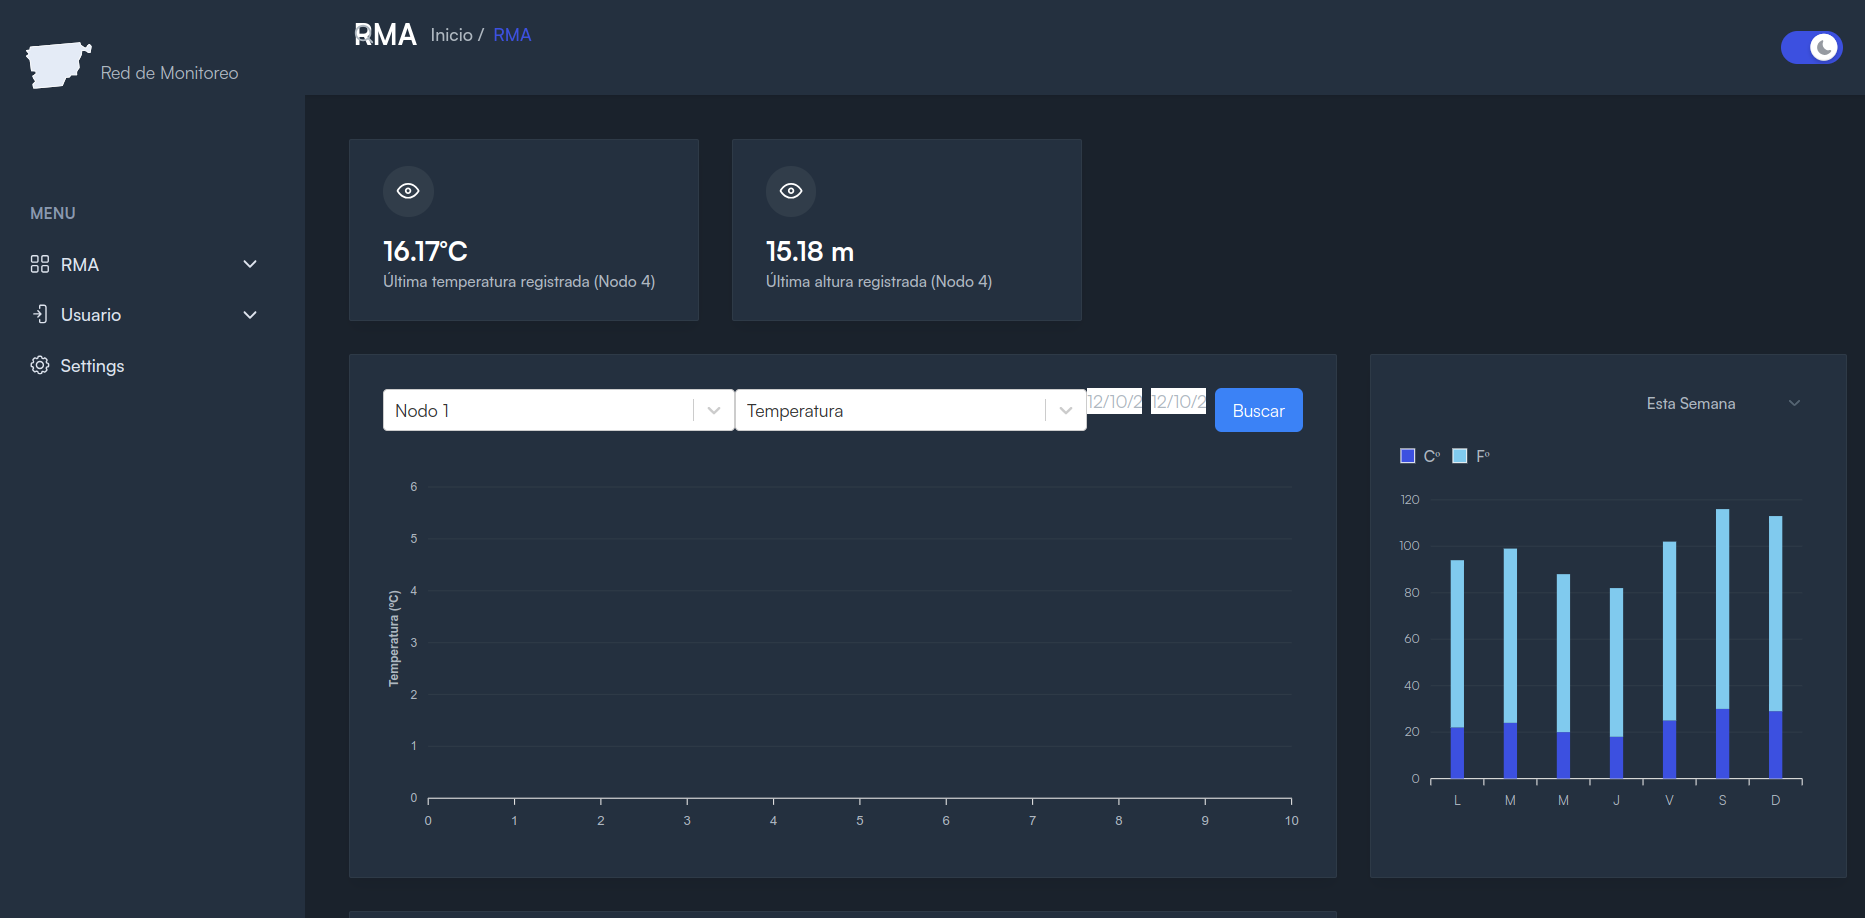 RMA Inicio / RMA
Red de Monitoreo
MENU
RMA
Usuario
Settings
16.17°C
Última temperatura registrada (Nodo 4)
15.18 m
Última altura registrada (Nodo 4)
Nodo 1
Temperatura
12/10/2
12/10/2
Buscar
Temperatura (°C)
6
5
4
3
2
1
0
0 1 2 3 4 5 6 7 8 9 10
Esta Semana
Cº Fº
120
100
80
60
40
20
0
L M M J V S D